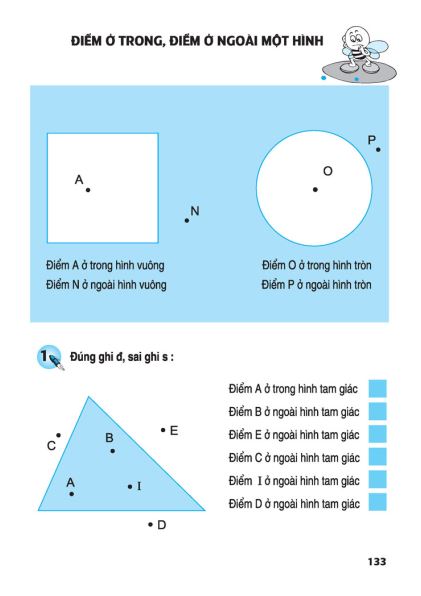 ĐIỂM Ở TRONG, ĐIỂM Ở NGOÀI MỘT HÌNH
A
N
P
O
Điểm A ở trong hình vuông
Điểm N ở ngoài hình vuông
Điểm O ở trong hình tròn
Điểm P ở ngoài hình tròn
1
Đúng ghi đ, sai ghi s :
C
B
E
A
I
D
Điểm A ở trong hình tam giác
Điểm B ở ngoài hình tam giác
Điểm E ở ngoài hình tam giác
Điểm C ở ngoài hình tam giác
Điểm I ở ngoài hình tam giác
Điểm D ở ngoài hình tam giác
133